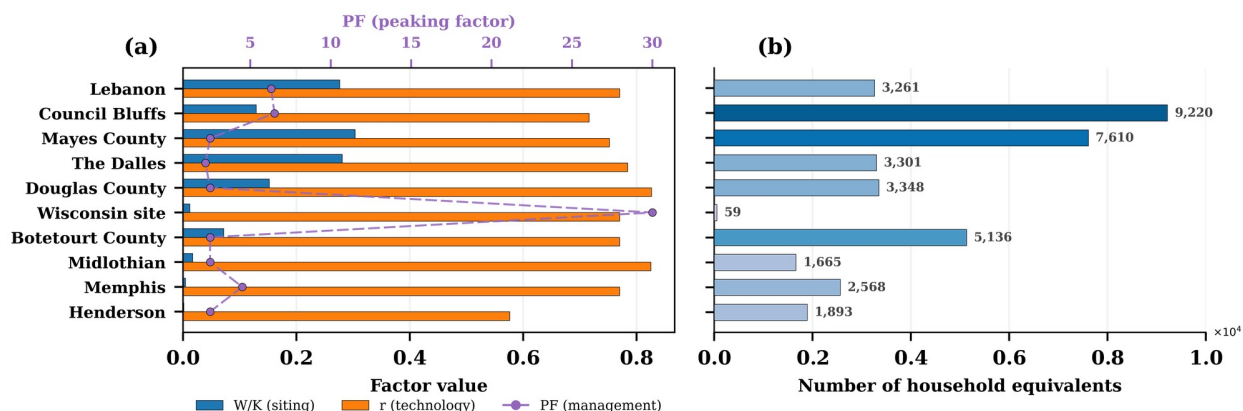 PF (peaking factor)
(a)
(b)
5 10 15 20 25 30
Lebanon
Council Bluffs
Mayes County
The Dalles
Douglas County
Wisconsin site
Botetourt County
Midlothian
Memphis
Henderson
3,261
9,220
7,610
3,301
3,348
59
5,136
1,665
2,568
1,893
×10⁴
0.0 0.2 0.4 0.6 0.8
0.0 0.2 0.4 0.6 0.8 1.0
Factor value
Number of household equivalents
W/K (siting) r (technology) PF (management)